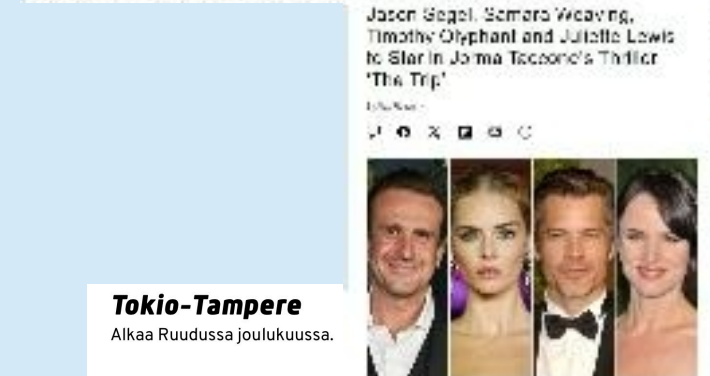 Jason Segel, Samara Weaving,
Timothy Olyphant and Juliette Lewis
to Star in Jorma Taccone's Thriller
'The Trip'
Tokio-Tampere
Alkaa Ruudussa joulukuussa.